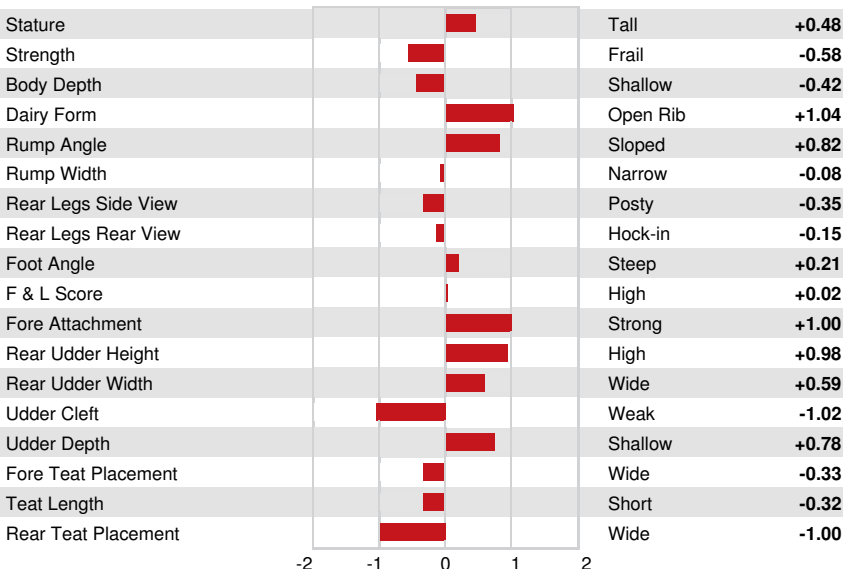 Stature Tall +0.48
Strength Frail -0.58
Body Depth Shallow -0.42
Dairy Form Open Rib +1.04
Rump Angle Sloped +0.82
Rump Width Narrow -0.08
Rear Legs Side View Posty -0.35
Rear Legs Rear View Hock-in -0.15
Foot Angle Steep +0.21
F & L Score High +0.02
Fore Attachment Strong +1.00
Rear Udder Height High +0.98
Rear Udder Width Wide +0.59
Udder Cleft Weak -1.02
Udder Depth Shallow +0.78
Fore Teat Placement Wide -0.33
Teat Length Short -0.32
Rear Teat Placement Wide -1.00
-2 -1 0 1 2